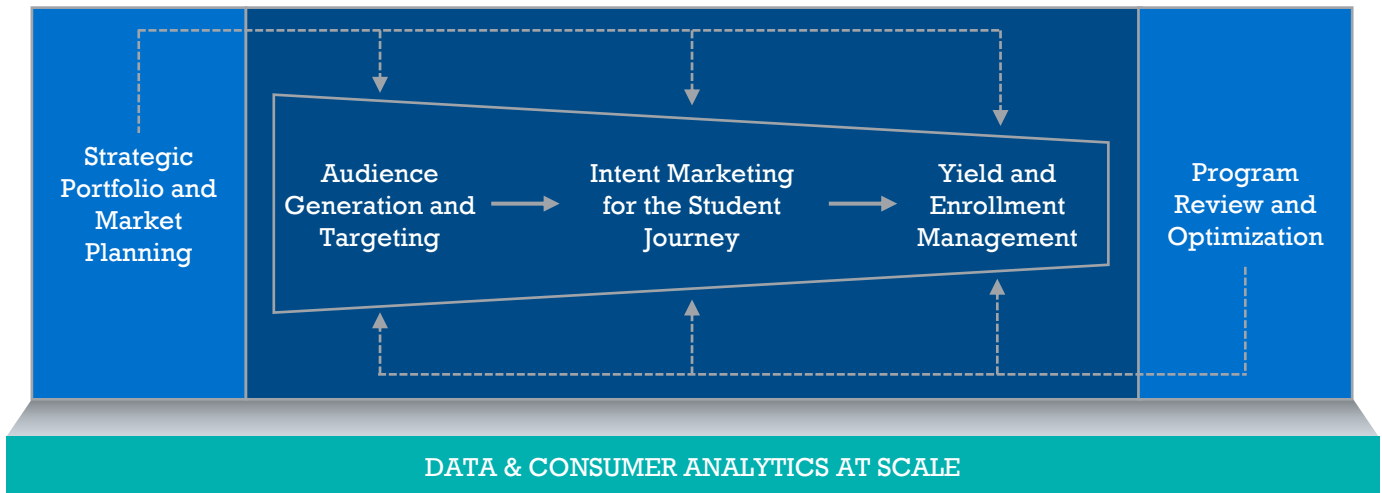 Strategic
Portfolio and
Market
Planning
Audience
Generation and
Targeting
Intent Marketing
for the Student
Journey
Yield and
Enrollment
Management
Program
Review and
Optimization
DATA & CONSUMER ANALYTICS AT SCALE